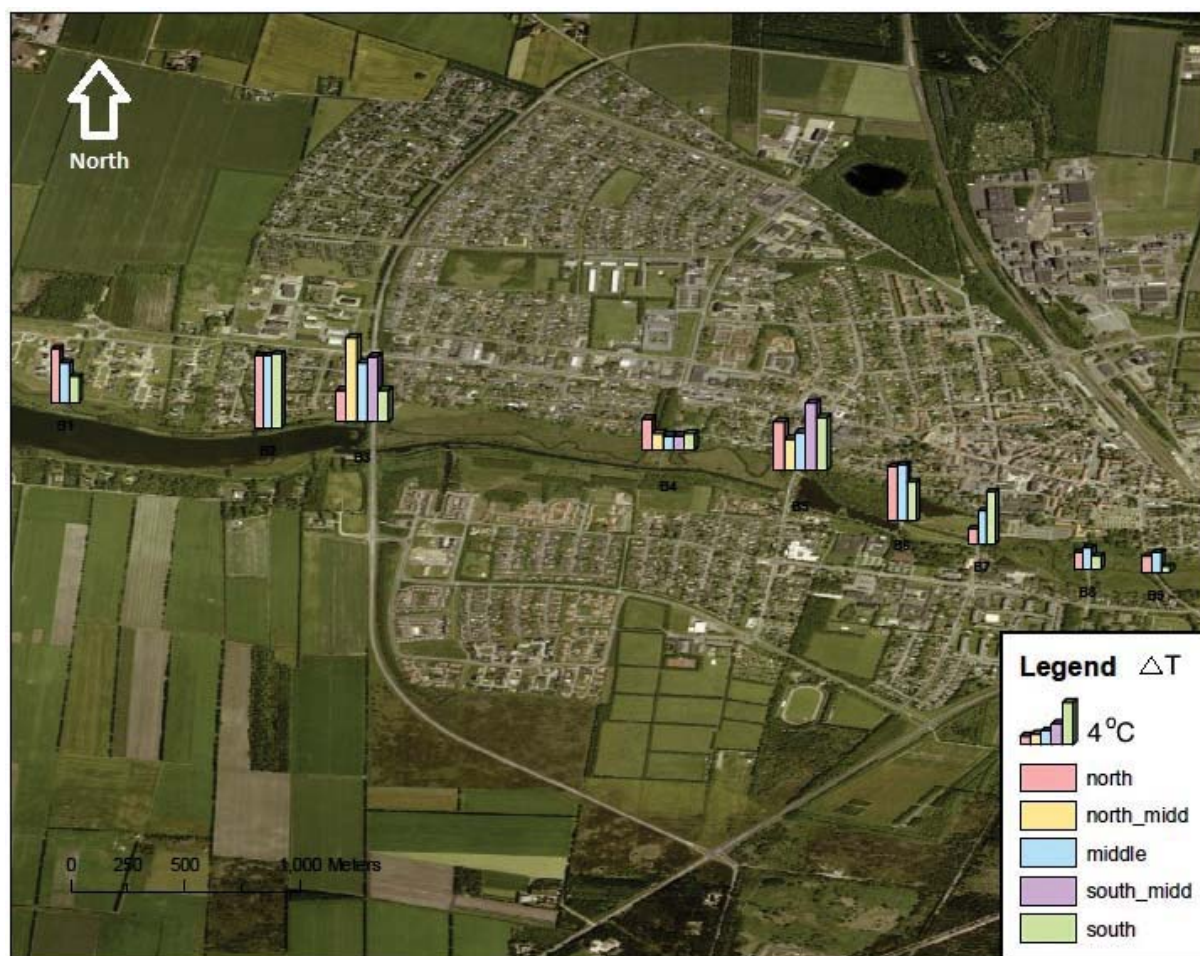 North
B1
B2
B3
B4
B5
B6
B7
B8
B9
0 250 500 1,000 Meters
Legend △T
4 °C
north
north_midd
middle
south_midd
south